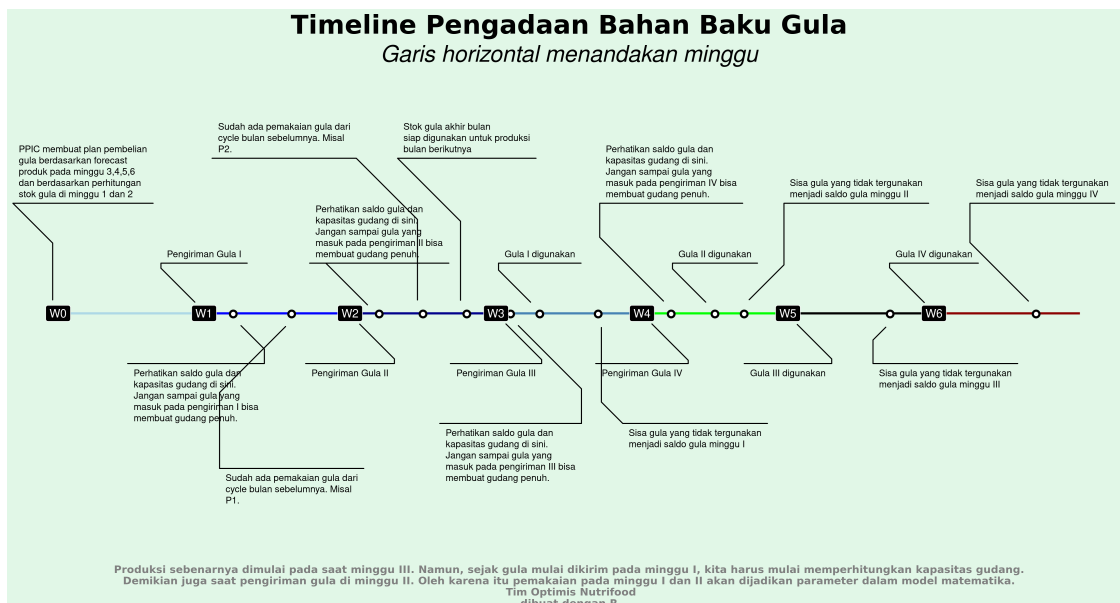 Timeline Pengadaan Bahan Baku Gula
Garis horizontal menandakan minggu
PPIC membuat plan pembelian
gula berdasarkan forecast
produk pada minggu 3,4,5,6
dan berdasarkan perhitungan
stok gula di minggu 1 dan 2
Sudah ada pemakaian gula dari
cycle bulan sebelumnya. Misal
P2.
Stok gula akhir bulan
siap digunakan untuk produksi
bulan berikutnya
Perhatikan saldo gula dan
kapasitas gudang di sini.
Jangan sampai gula yang
masuk pada pengiriman IV bisa
membuat gudang penuh.
Sisa gula yang tidak tergunakan
menjadi saldo gula minggu II
Sisa gula yang tidak tergunakan
menjadi saldo gula minggu IV
Perhatikan saldo gula dan
kapasitas gudang di sini.
Jangan sampai gula yang
masuk pada pengiriman II bisa
membuat gudang penuh.
Pengiriman Gula I
Gula I digunakan
Gula II digunakan
Gula IV digunakan
W0
W1
W2
W3
W4
W5
W6
Perhatikan saldo gula dan
kapasitas gudang di sini.
Jangan sampai gula yang
masuk pada pengiriman I bisa
membuat gudang penuh.
Pengiriman Gula II
Pengiriman Gula III
Pengiriman Gula IV
Gula III digunakan
Sisa gula yang tidak tergunakan
menjadi saldo gula minggu III
Perhatikan saldo gula dan
kapasitas gudang di sini.
Jangan sampai gula yang
masuk pada pengiriman III bisa
membuat gudang penuh.
Sisa gula yang tidak tergunakan
menjadi saldo gula minggu I
Sudah ada pemakaian gula dari
cycle bulan sebelumnya. Misal
P1.
Produksi sebenarnya dimulai pada saat minggu III. Namun, sejak gula mulai dikirim pada minggu I, kita harus mulai memperhitungkan kapasitas gudang.
Demikian juga saat pengiriman gula di minggu II. Oleh karena itu pemakaian pada minggu I dan II akan dijadikan parameter dalam model matematika.
Tim Optimis Nutrifood
dibuat dengan R